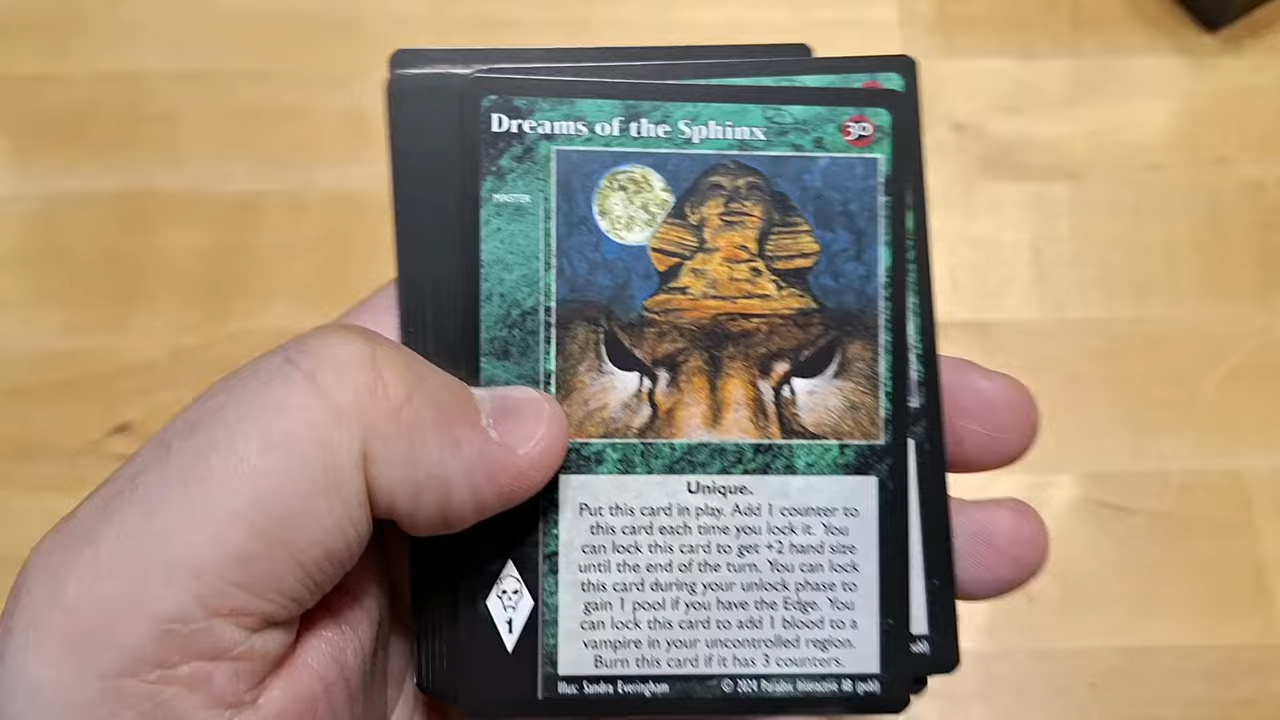 Dreams of the Sphinx
30
MASTER
Unique.
Put this card in play. Add 1 counter to
this card each time you lock it. You
can lock this card to get +2 hand size
until the end of the turn. You can lock
this card during your unlock phase to
gain 1 pool if you have the Edge. You
can lock this card to add 1 blood to a
vampire in your uncontrolled region.
Burn this card if it has 3 counters.
1
Illus: Sandra Everingham
© 2024 Paradox Interactive AB (publ)